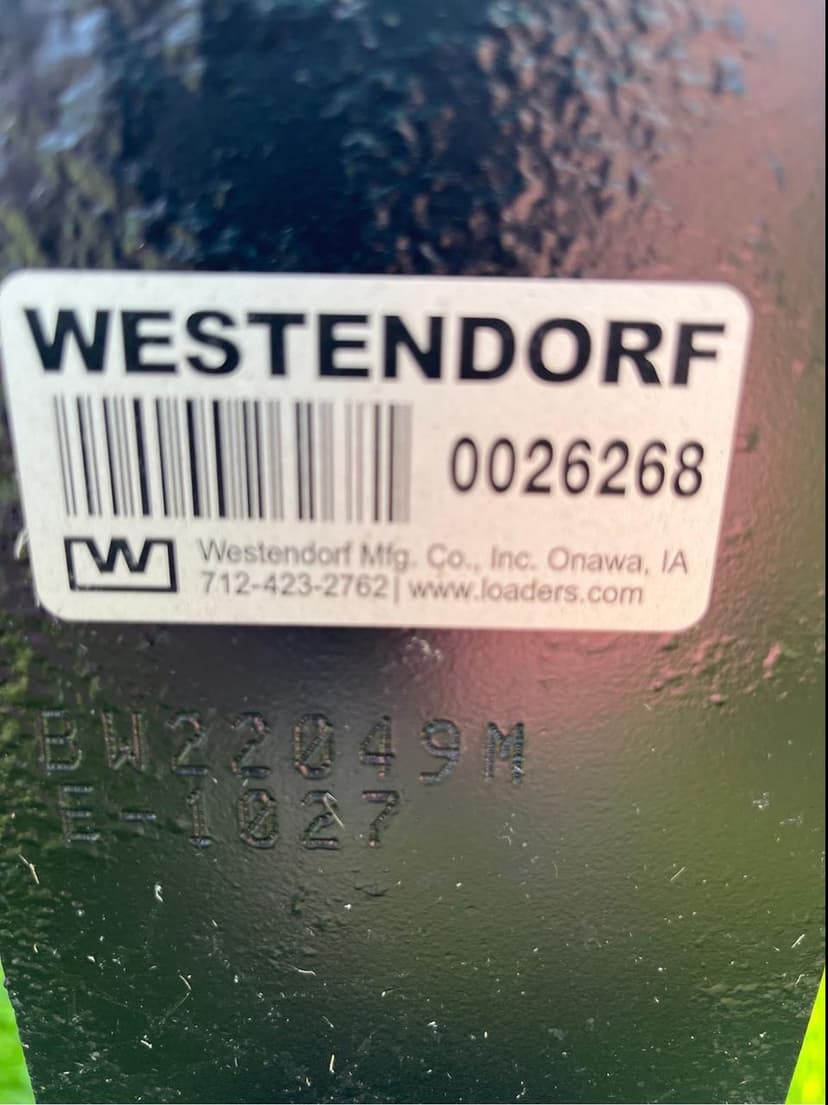 WESTENDORF
0026268
W
Westendorf Mfg. Co., Inc. Onawa, IA
712-423-2762 | www.loaders.com
BW22049M
E-1027